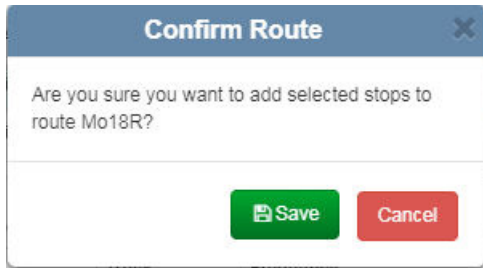 Confirm Route
Are you sure you want to add selected stops to
route Mo18R?
Save
Cancel